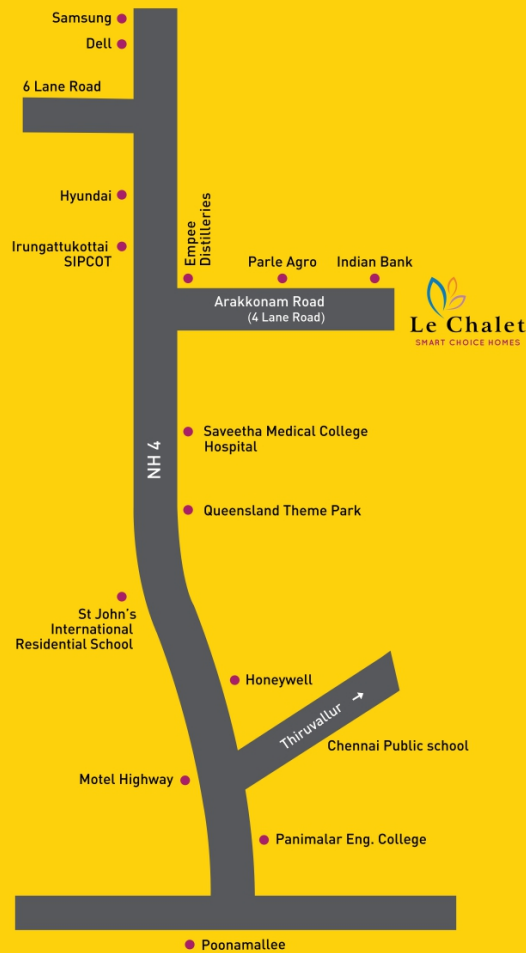 Samsung
Dell
6 Lane Road
Hyundai
Irungattukottai
SIPCOT
Empee
Distilleries
Parle Agro
Indian Bank
Arakkonam Road
(4 Lane Road)
Le Chalet
SMART CHOICE HOMES
NH 4
Saveetha Medical College
Hospital
Queensland Theme Park
St John's
International
Residential School
Honeywell
Thiruvallur →
Chennai Public school
Motel Highway
Panimalar Eng. College
Poonamallee